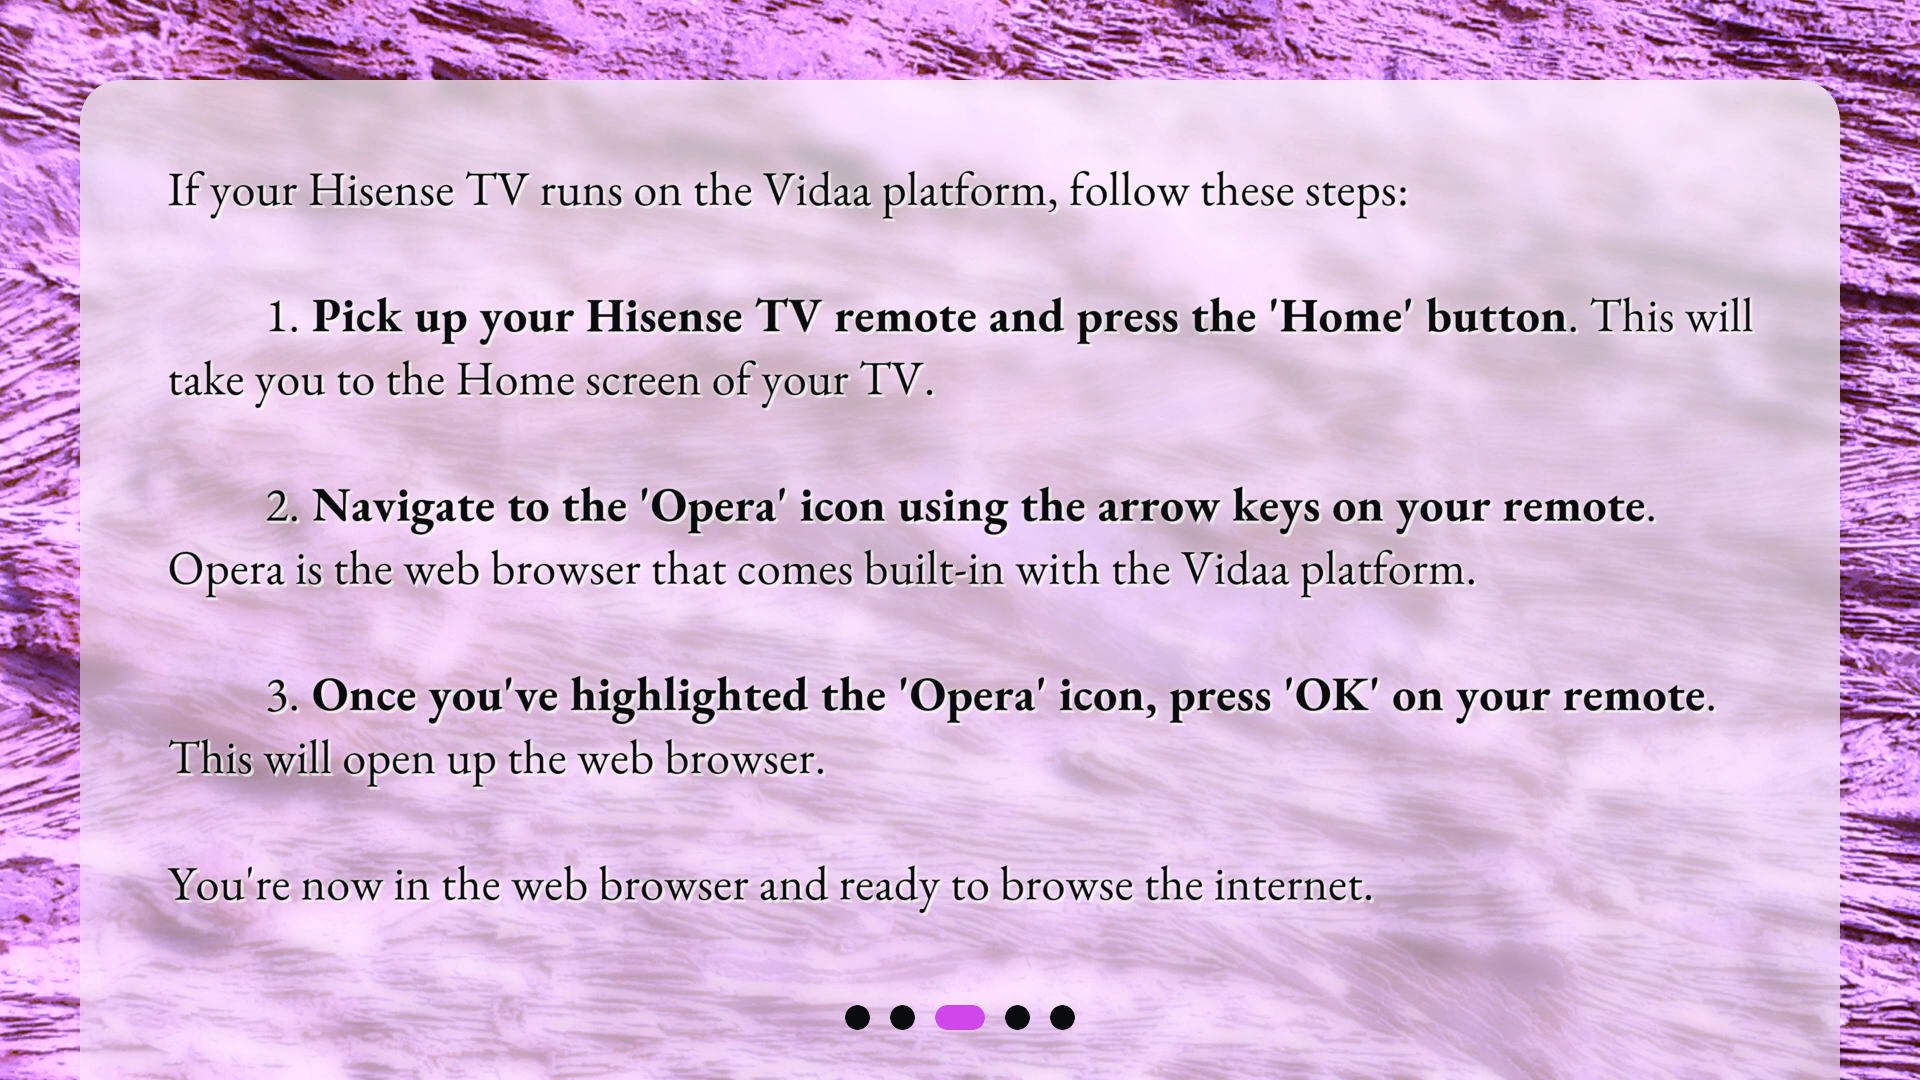 If your Hisense TV runs on the Vidaa platform, follow these steps:
1. Pick up your Hisense TV remote and press the 'Home' button. This will
take you to the Home screen of your TV.
2. Navigate to the 'Opera' icon using the arrow keys on your remote.
Opera is the web browser that comes built-in with the Vidaa platform.
3. Once you've highlighted the 'Opera' icon, press 'OK' on your remote.
This will open up the web browser.
You're now in the web browser and ready to browse the internet.